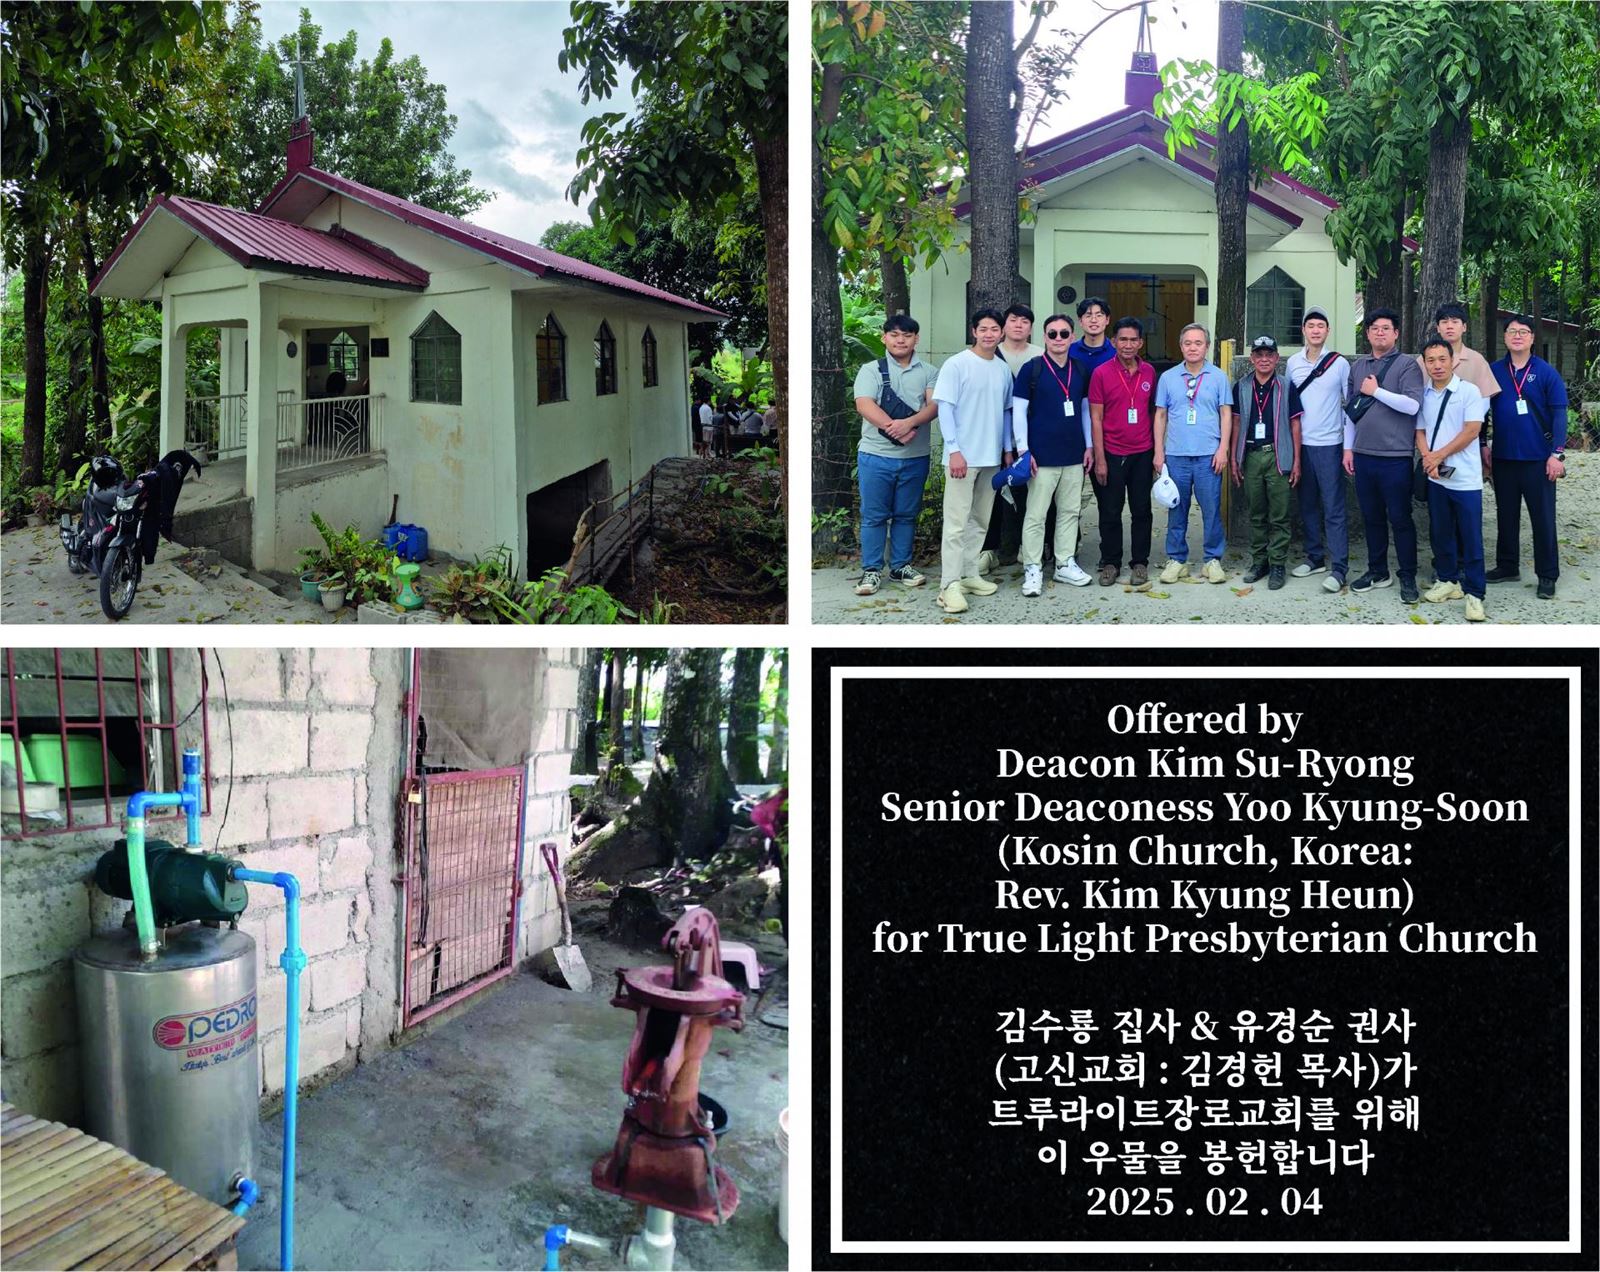 PEDRO
Offered by
Deacon Kim Su-Ryong
Senior Deaconess Yoo Kyung-Soon
(Kosin Church, Korea:
Rev. Kim Kyung Heun)
for True Light Presbyterian Church
김수룡 집사 & 유경순 권사
(고신교회 : 김경헌 목사)가
트루라이트장로교회를 위해
이 우물을 봉헌합니다
2025 . 02 . 04